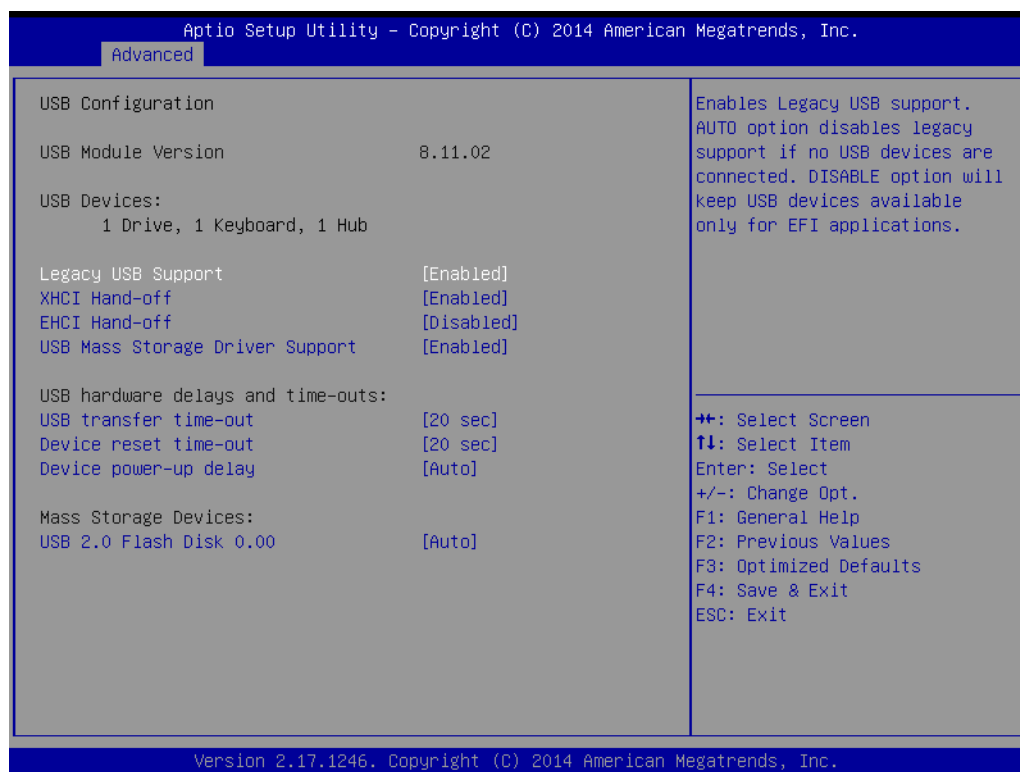 Aptio Setup Utility – Copyright (C) 2014 American Megatrends, Inc.
Advanced
USB Configuration
USB Module Version 8.11.02
USB Devices:
1 Drive, 1 Keyboard, 1 Hub
Legacy USB Support [Enabled]
XHCI Hand-off [Enabled]
EHCI Hand-off [Disabled]
USB Mass Storage Driver Support [Enabled]
USB hardware delays and time-outs:
USB transfer time-out [20 sec]
Device reset time-out [20 sec]
Device power-up delay [Auto]
Mass Storage Devices:
USB 2.0 Flash Disk 0.00 [Auto]
Enables Legacy USB support.
AUTO option disables legacy
support if no USB devices are
connected. DISABLE option will
keep USB devices available
only for EFI applications.
→←: Select Screen
↑↓: Select Item
Enter: Select
+/-: Change Opt.
F1: General Help
F2: Previous Values
F3: Optimized Defaults
F4: Save & Exit
ESC: Exit
Version 2.17.1246. Copyright (C) 2014 American Megatrends, Inc.